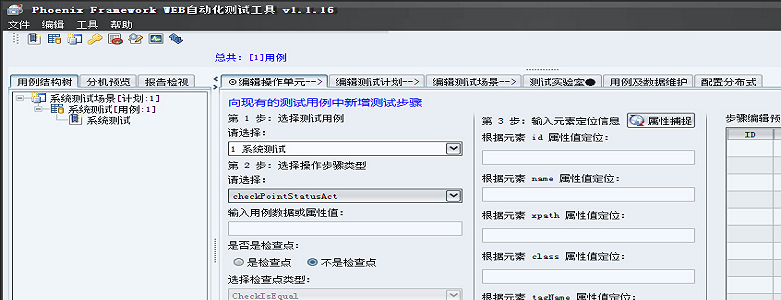 Phoenix Framework WEB自动化测试工具 v1.1.16
文件 编辑 工具 帮助
总共: [1]用例
用例结构树 分机预览 报告检视
编辑操作单元--> 编辑测试计划--> 编辑测试场景--> 测试实验室● 用例及数据维护 配置分布式
系统测试场景[计划:1]
系统测试[用例:1]
系统测试
向现有的测试用例中新增测试步骤
第 1 步: 选择测试用例
请选择:
1 系统测试
第 2 步: 选择操作步骤类型
请选择:
checkPointStatusAct
输入用例数据或属性值:
是否是检查点:
是检查点 不是检查点
选择检查点类型:
CheckIsEqual
第 3 步: 输入元素定位信息 属性捕捉
根据元素 id 属性值定位:
根据元素 name 属性值定位:
根据元素 xpath 属性值定位:
根据元素 class 属性值定位:
根据元素 tagName 属性值定位:
步骤编辑预
ID